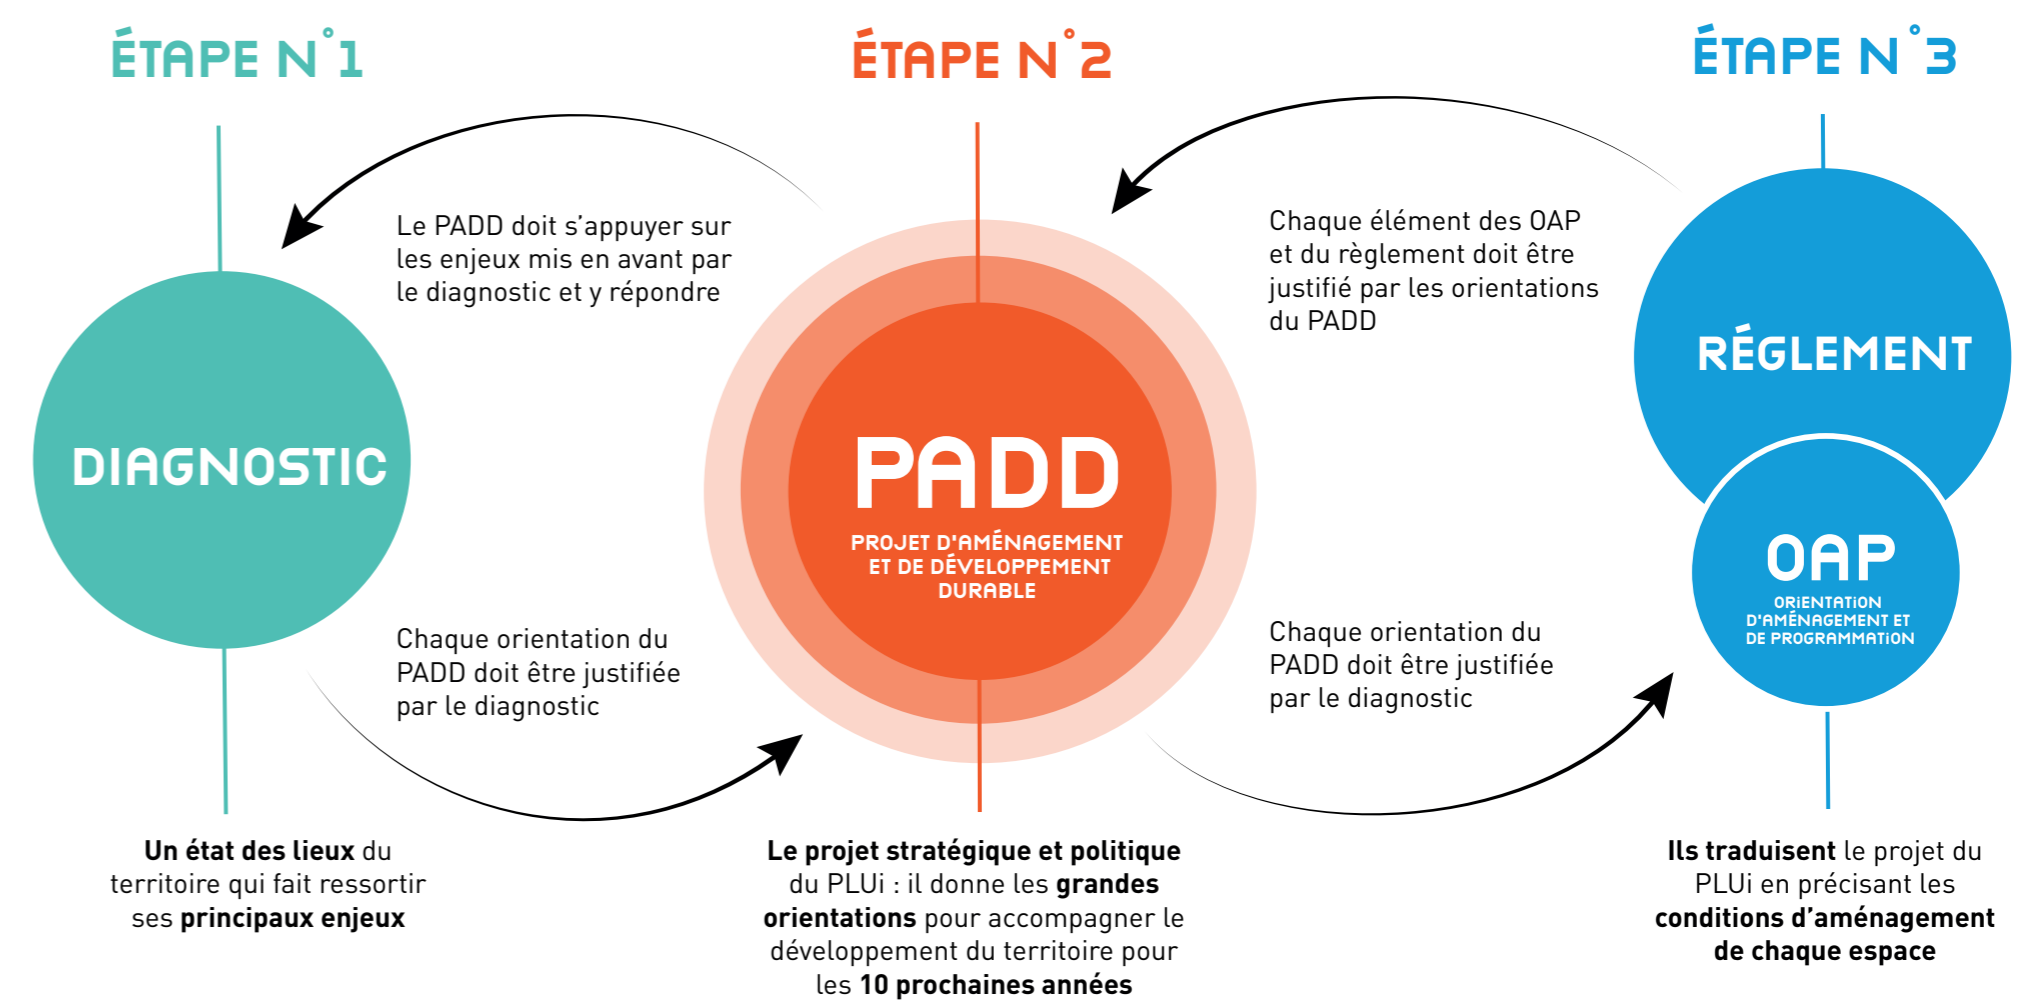 ÉTAPE N°1
ÉTAPE N°2
ÉTAPE N°3
Le PADD doit s’appuyer sur
les enjeux mis en avant par
le diagnostic et y répondre
Chaque élément des OAP
et du règlement doit être
justifié par les orientations
du PADD
DIAGNOSTIC
PADD
PROJET D'AMÉNAGEMENT
ET DE DÉVELOPPEMENT
DURABLE
RÉGLEMENT
OAP
ORiENTATiON
D'AMÉNAGEMENT ET
DE PROGRAMMATiON
Chaque orientation du
PADD doit être justifiée
par le diagnostic
Chaque orientation du
PADD doit être justifiée
par le diagnostic
Un état des lieux du
territoire qui fait ressortir
ses principaux enjeux
Le projet stratégique et politique
du PLUi : il donne les grandes
orientations pour accompagner le
développement du territoire pour
les 10 prochaines années
Ils traduisent le projet du
PLUi en précisant les
conditions d’aménagement
de chaque espace